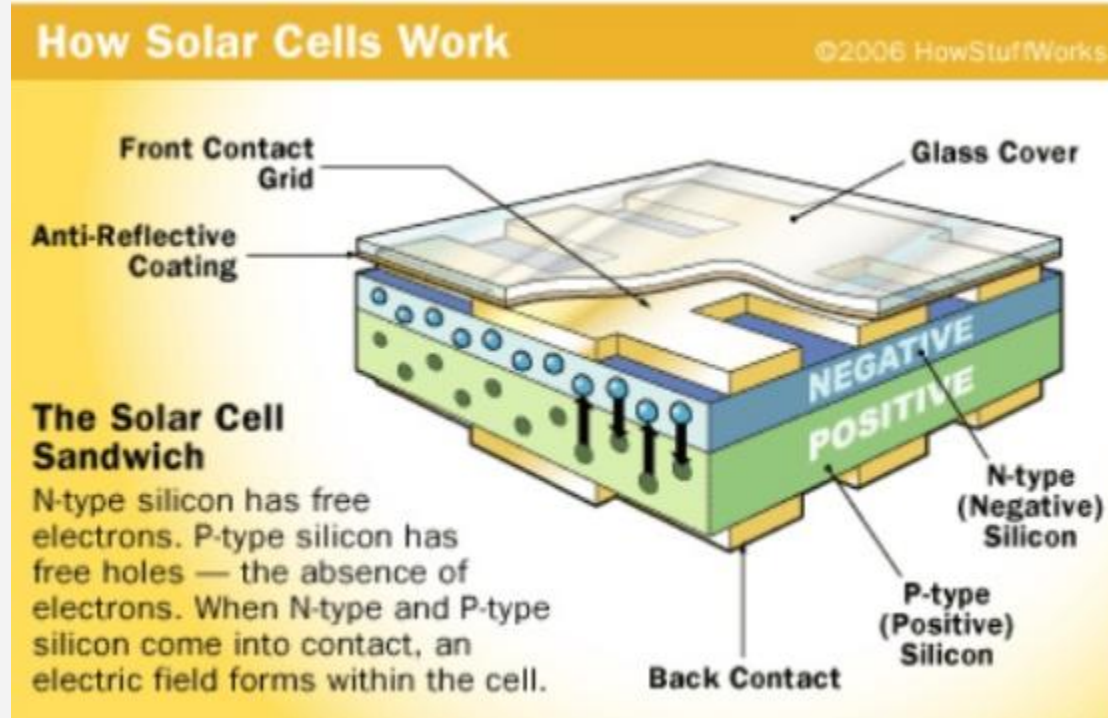 How Solar Cells Work
©2006 HowStuffWorks
Front Contact
Grid
Glass Cover
Anti-Reflective
Coating
NEGATIVE
POSITIVE
The Solar Cell
Sandwich
N-type silicon has free
electrons. P-type silicon has
free holes — the absence of
electrons. When N-type and P-type
silicon come into contact, an
electric field forms within the cell.
N-type
(Negative)
Silicon
P-type
(Positive)
Silicon
Back Contact